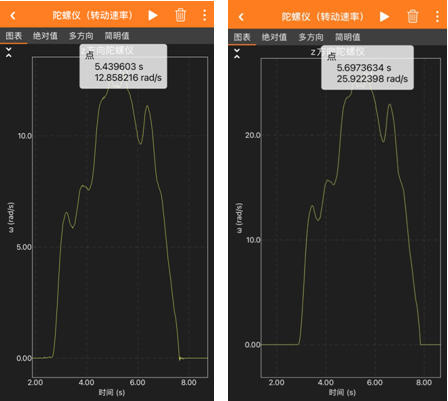 陀螺仪（转动速率）
图表 绝对值 多方向 简明值
z方向陀螺仪
点
5.439603 s
12.858216 rad/s
10.0
5.00
0.00
ω (rad/s)
2.00 4.00 6.00 8.00
时间 (s)
陀螺仪（转动速率）
图表 绝对值 多方向 简明值
z方向陀螺仪
点
5.6973634 s
25.922398 rad/s
20.0
10.0
0.00
ω (rad/s)
2.00 4.00 6.00 8.00
时间 (s)